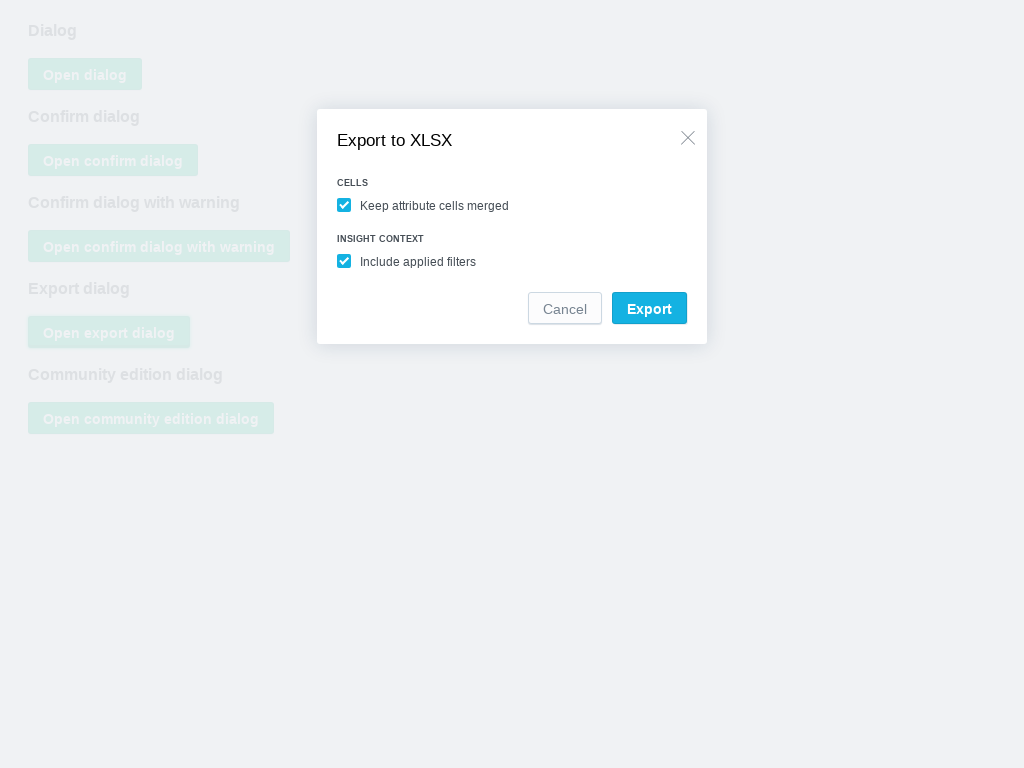 Dialog
Open dialog
Confirm dialog
Open confirm dialog
Confirm dialog with warning
Open confirm dialog with warning
Export dialog
Open export dialog
Community edition dialog
Open community edition dialog
Export to XLSX
CELLS
Keep attribute cells merged
INSIGHT CONTEXT
Include applied filters
Cancel
Export